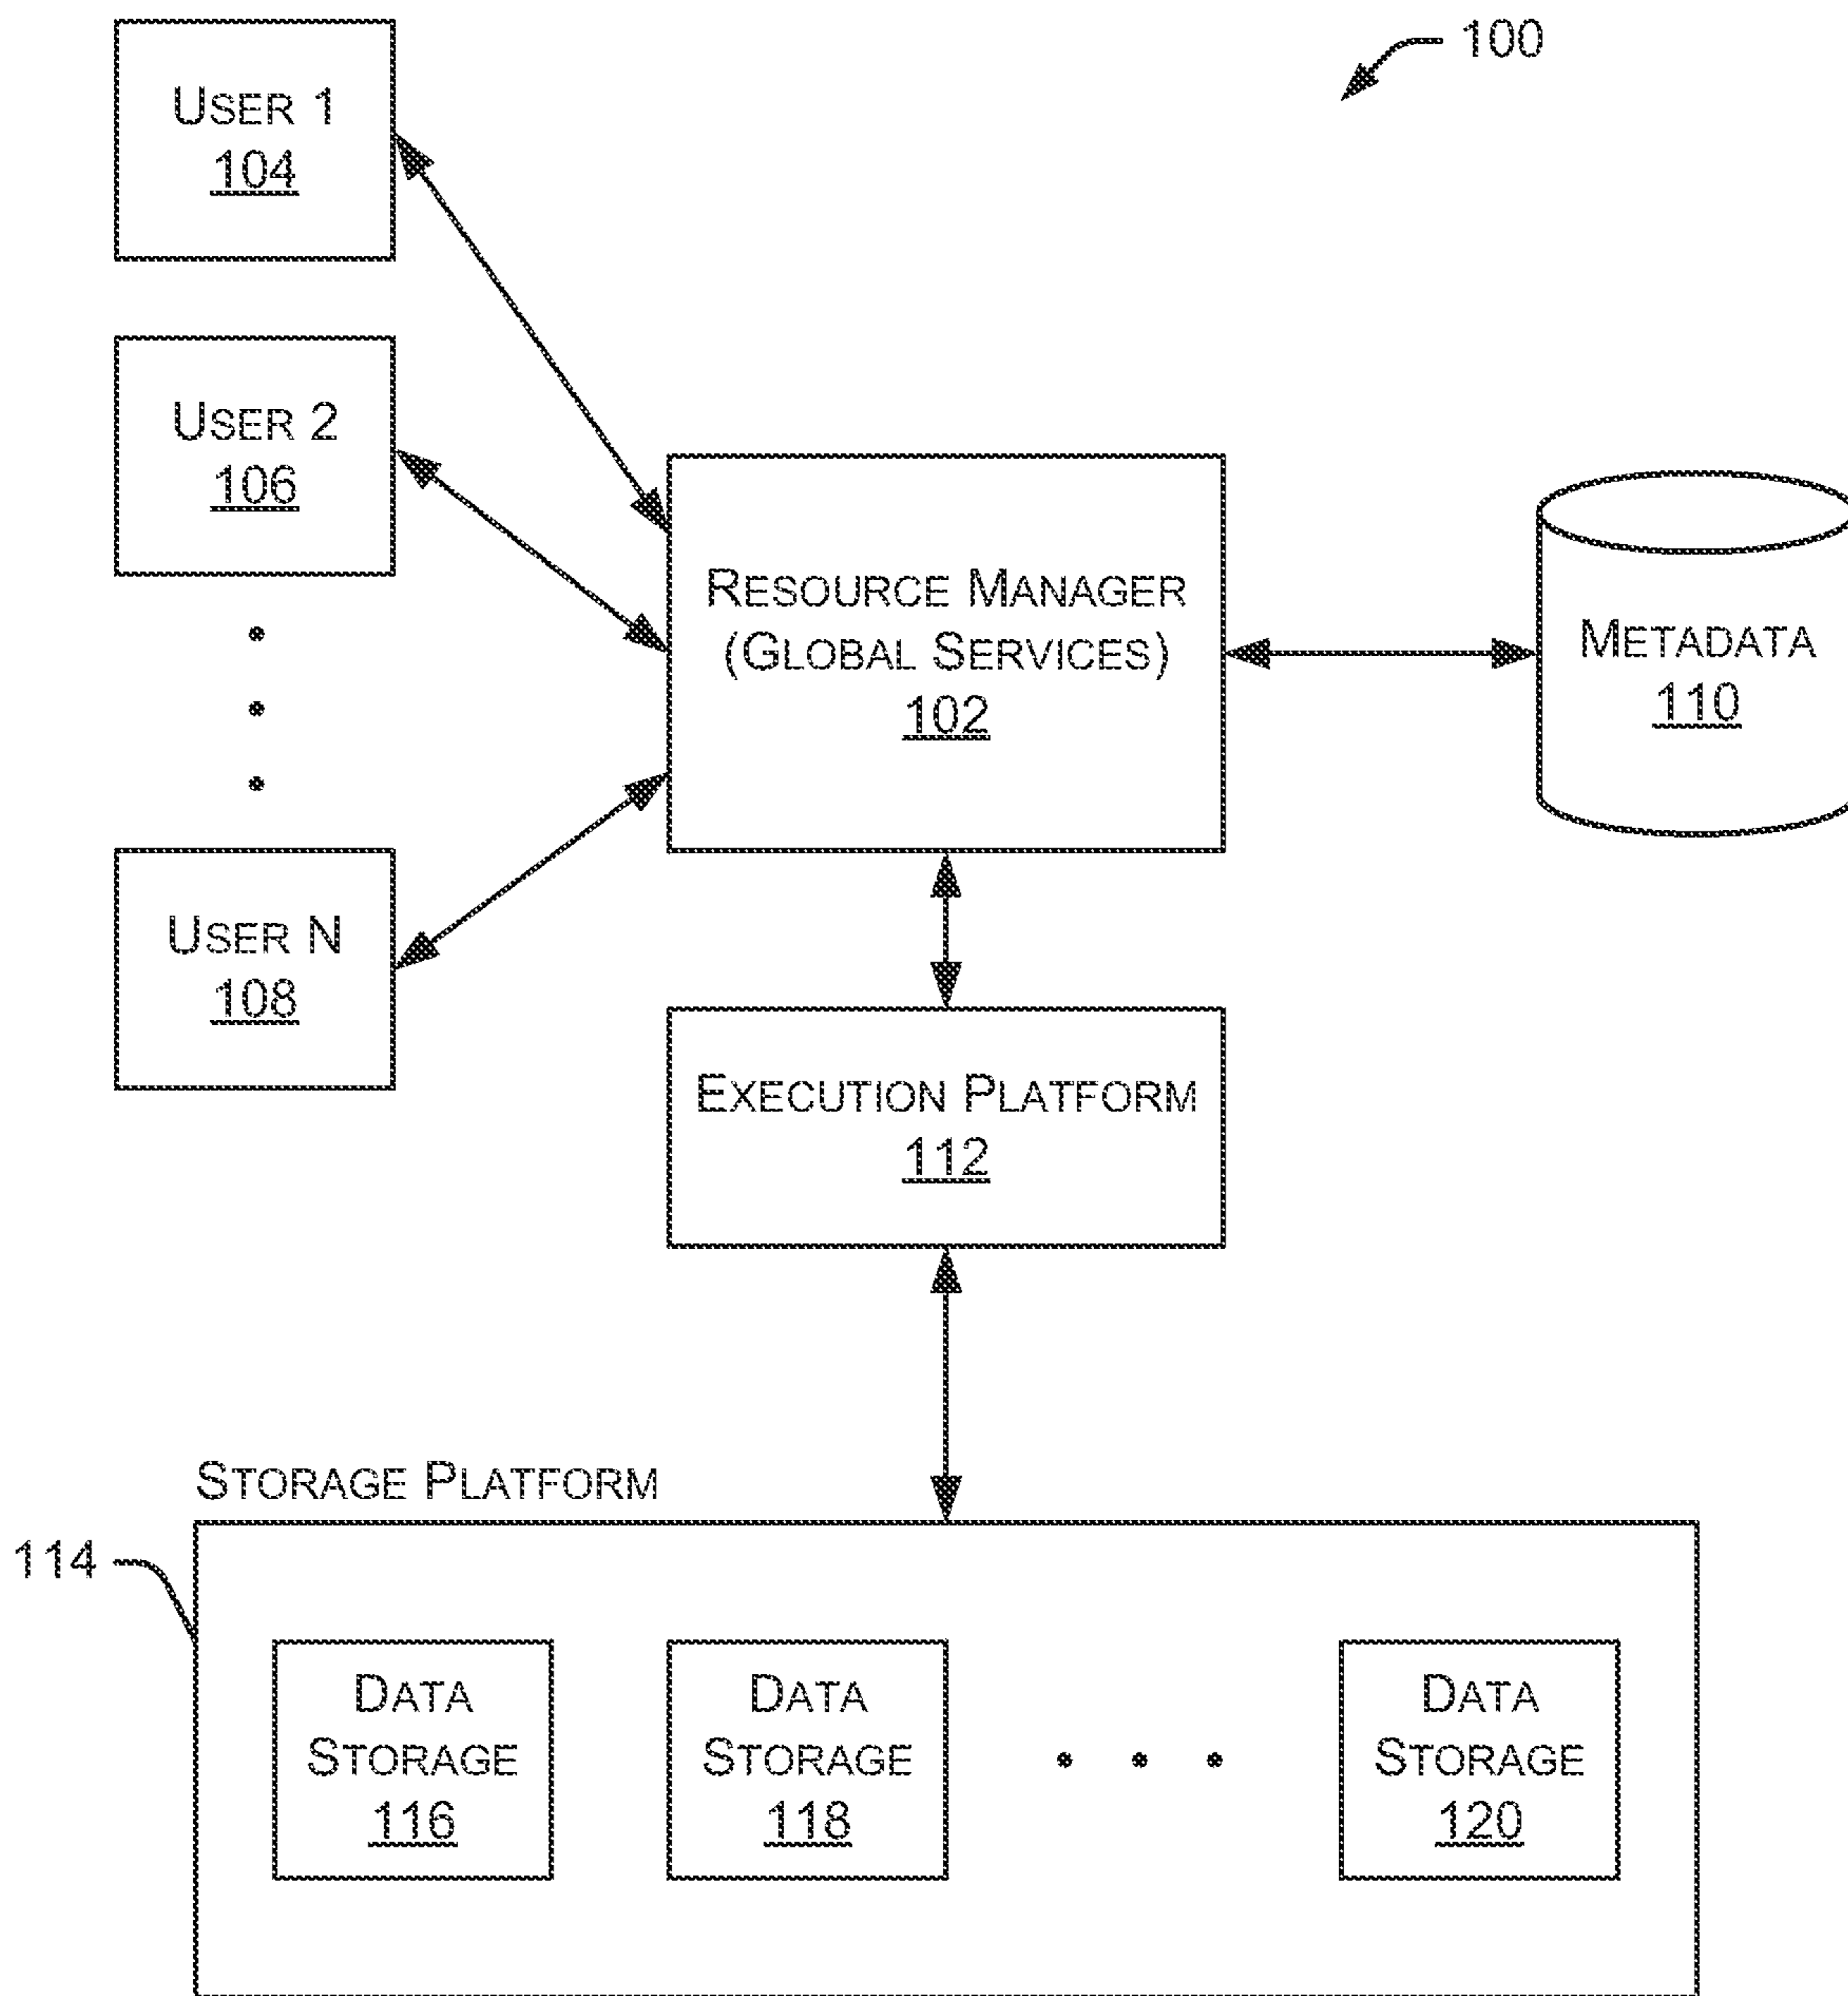 100
USER 1
104
USER 2
106
RESOURCE MANAGER
(GLOBAL SERVICES)
102
METADATA
110
USER N
108
EXECUTION PLATFORM
112
STORAGE PLATFORM
114
DATA
STORAGE
116
DATA
STORAGE
118
DATA
STORAGE
120